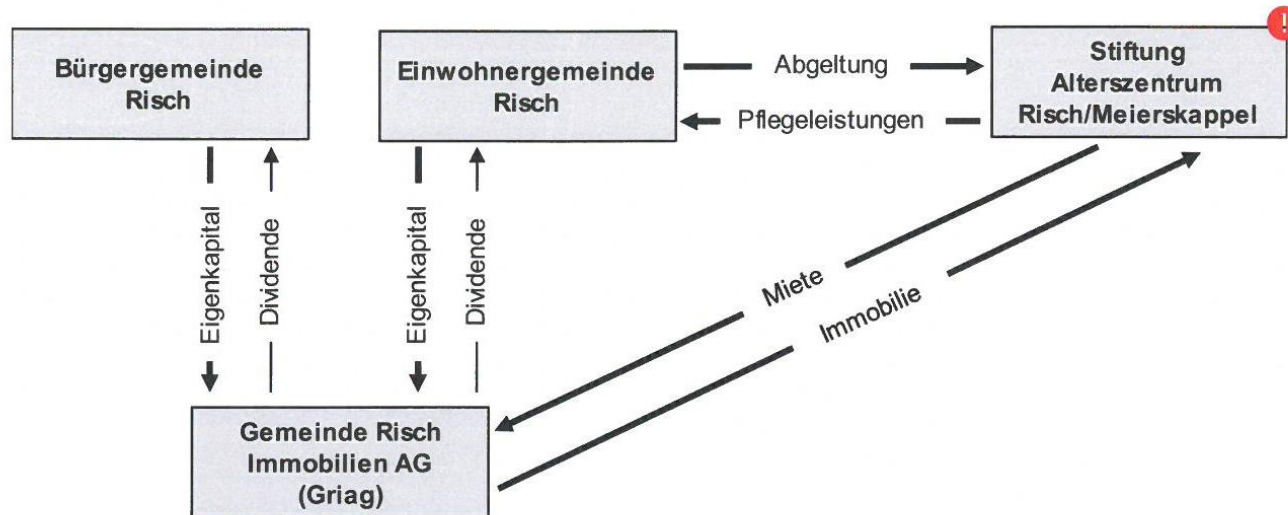 Bürgergemeinde
Risch
Einwohnergemeinde
Risch
Abgeltung
Pflegeleistungen
Stiftung
Alterszentrum
Risch/Meierskappel
!
Eigenkapital
Dividende
Eigenkapital
Dividende
Miete
Immobilie
Gemeinde Risch
Immobilien AG
(Griag)